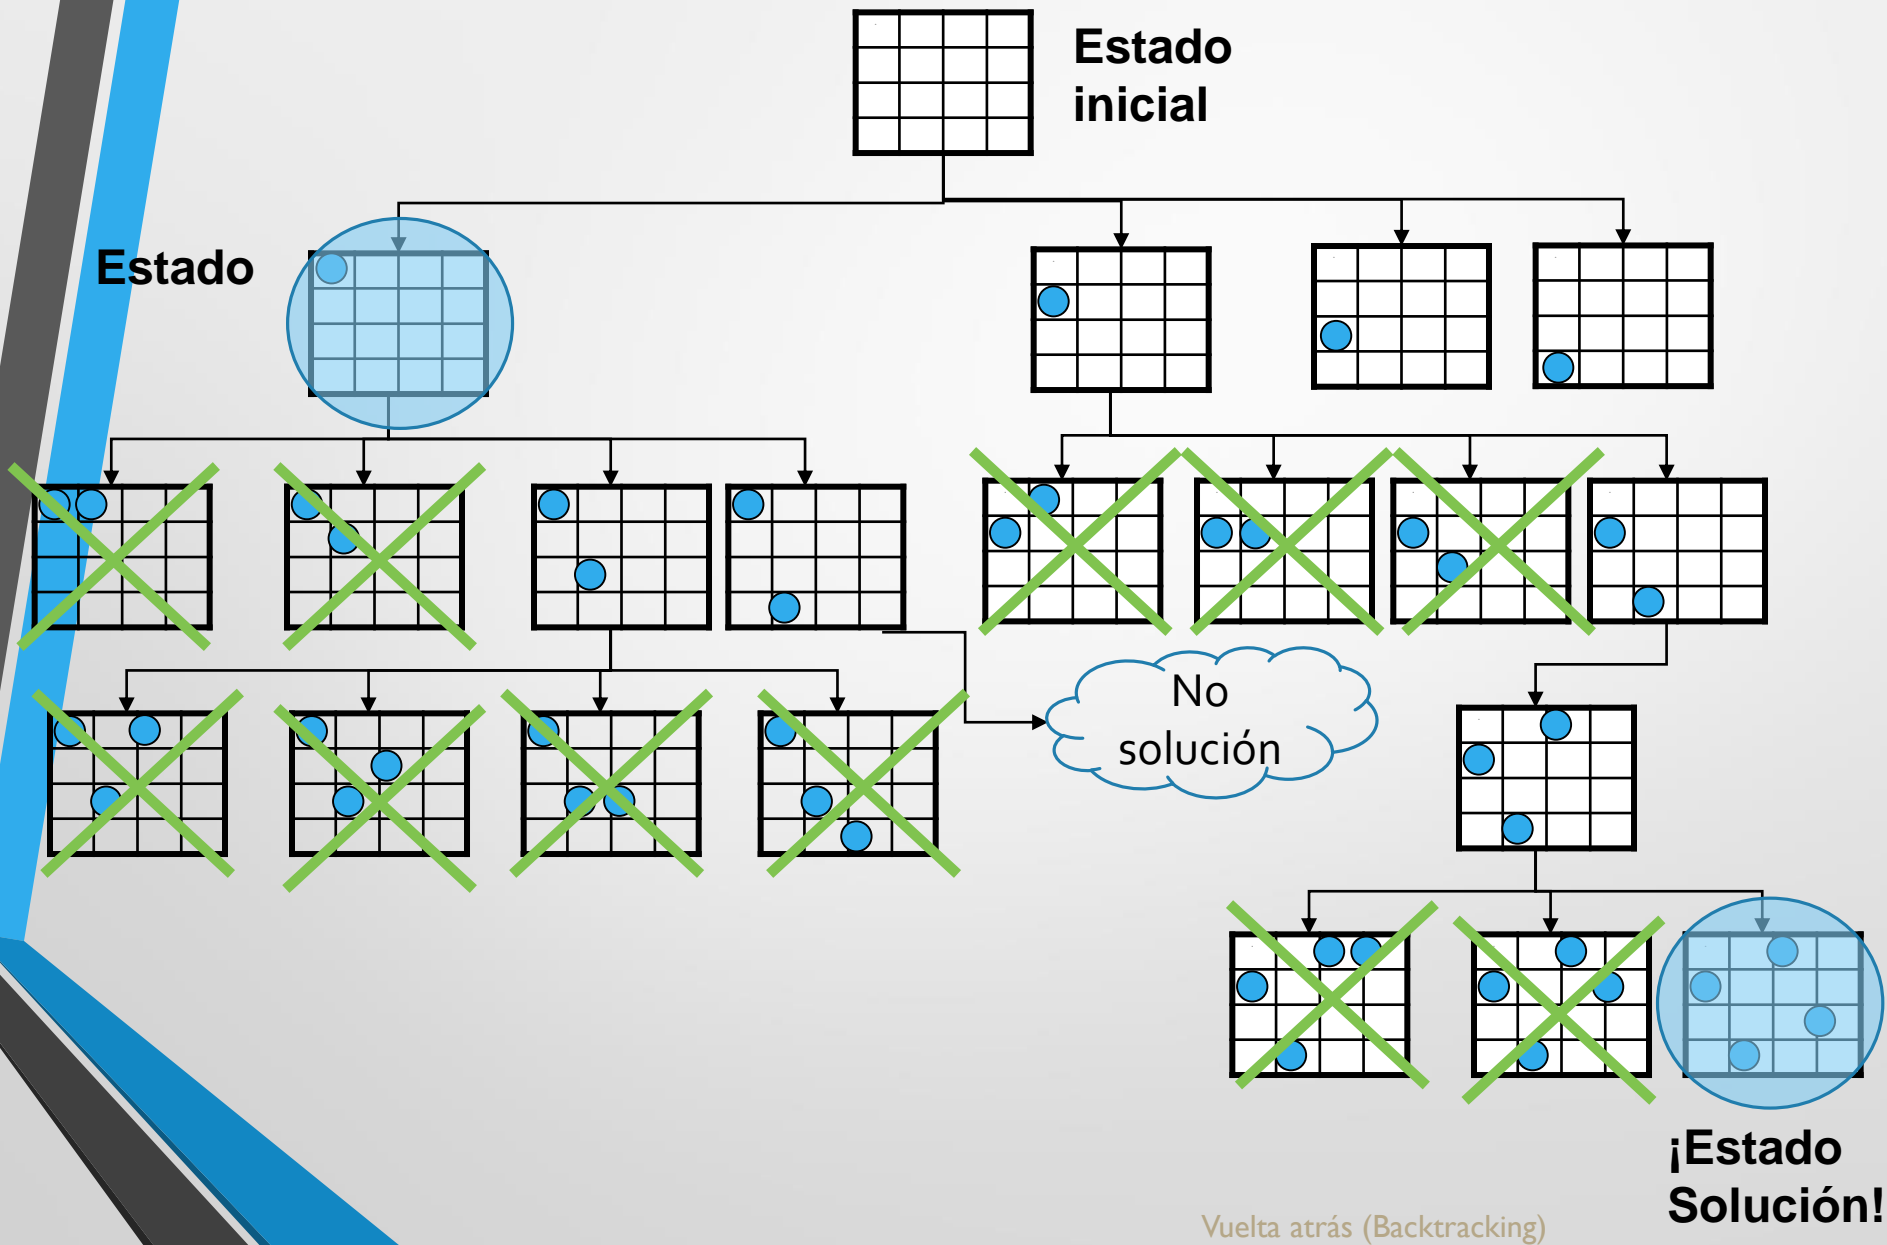 Estado
inicial
Estado
No
solución
¡Estado
Solución!
Vuelta atrás (Backtracking)